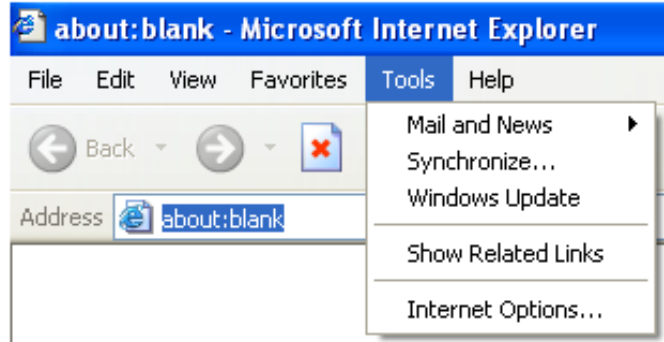 about:blank - Microsoft Internet Explorer
File Edit View Favorites Tools Help
Back
Address about:blank
Mail and News
Synchronize...
Windows Update
Show Related Links
Internet Options...